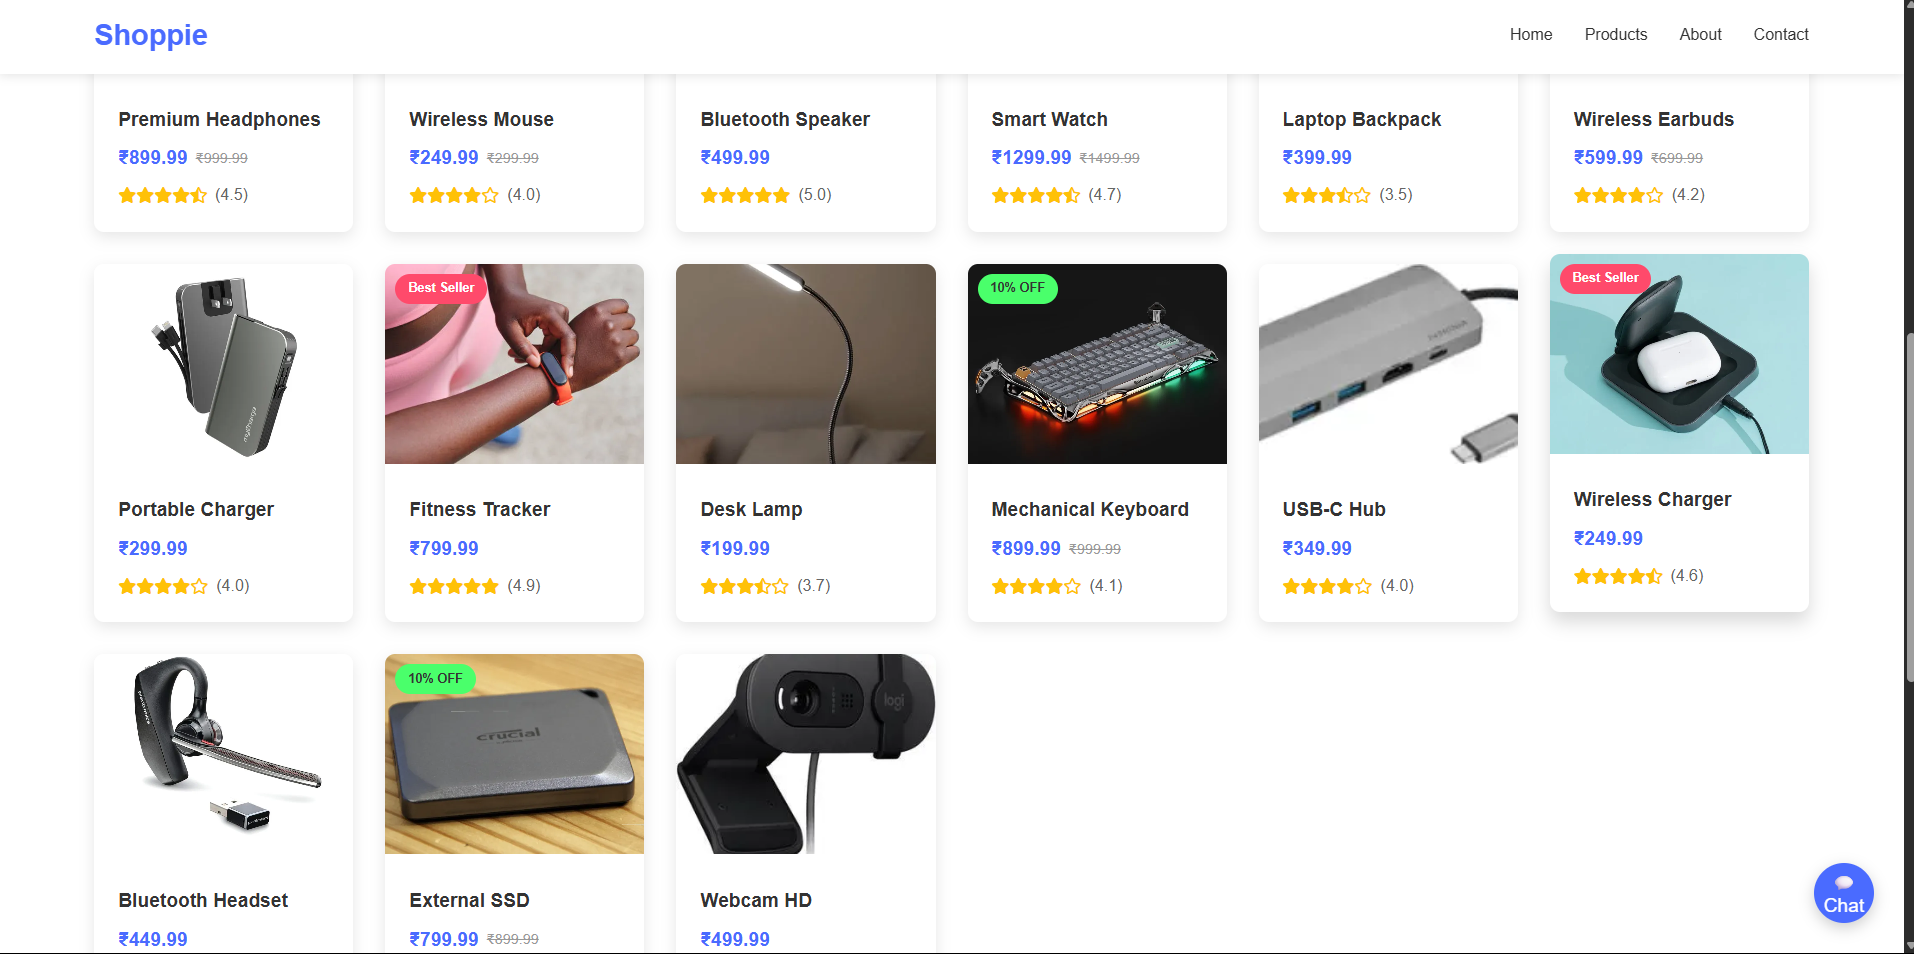 Shoppie
Home Products About Contact
Premium Headphones
₹899.99 ₹999.99
(4.5)
Wireless Mouse
₹249.99 ₹299.99
(4.0)
Bluetooth Speaker
₹499.99
(5.0)
Smart Watch
₹1299.99 ₹1499.99
(4.7)
Laptop Backpack
₹399.99
(3.5)
Wireless Earbuds
₹599.99 ₹699.99
(4.2)
mycharge
Portable Charger
₹299.99
(4.0)
Best Seller
Fitness Tracker
₹799.99
(4.9)
Desk Lamp
₹199.99
(3.7)
10% OFF
Mechanical Keyboard
₹899.99 ₹999.99
(4.1)
USB-C Hub
₹349.99
(4.0)
Best Seller
Wireless Charger
₹249.99
(4.6)
Bluetooth Headset
₹449.99
10% OFF
crucial
External SSD
₹799.99 ₹899.99
logi
Webcam HD
₹499.99
Chat